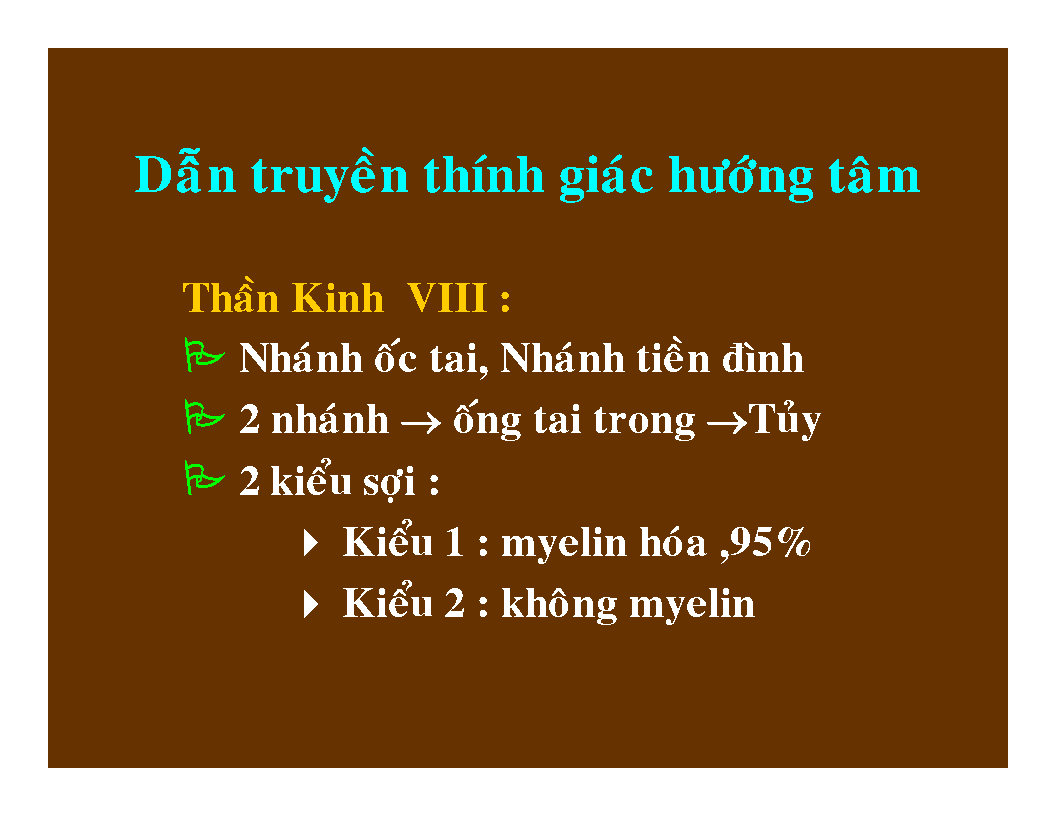 Dẫn truyền thính giác hướng tâm
Thần Kinh VIII :
Nhánh ốc tai, Nhánh tiền đình
2 nhánh → ống tai trong →Tủy
2 kiểu sợi :
Kiểu 1 : myelin hóa ,95%
Kiểu 2 : không myelin